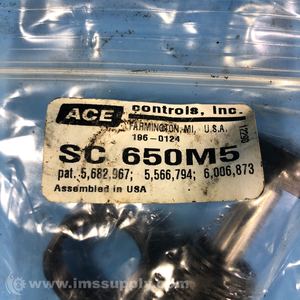 ACE controls, inc.
FARMINGTON, MI, U.S.A.
196-0124
SC 650M5
pat. 5,682,967; 5,566,794; 6,006,873
Assembled in USA
www.imssupply.com